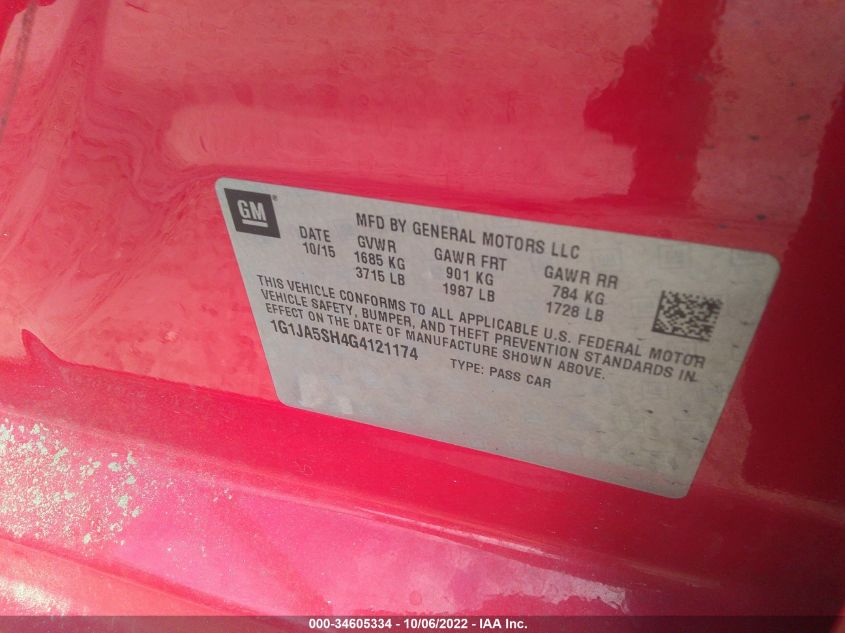 GM®
MFD BY GENERAL MOTORS LLC
DATE GVWR GAWR FRT GAWR RR
10/15 1685 KG 901 KG 784 KG
3715 LB 1987 LB 1728 LB
THIS VEHICLE CONFORMS TO ALL APPLICABLE U.S. FEDERAL MOTOR
VEHICLE SAFETY, BUMPER, AND THEFT PREVENTION STANDARDS IN
EFFECT ON THE DATE OF MANUFACTURE SHOWN ABOVE.
1G1JA5SH4G4121174 TYPE: PASS CAR
000-34605334 - 10/06/2022 - IAA Inc.